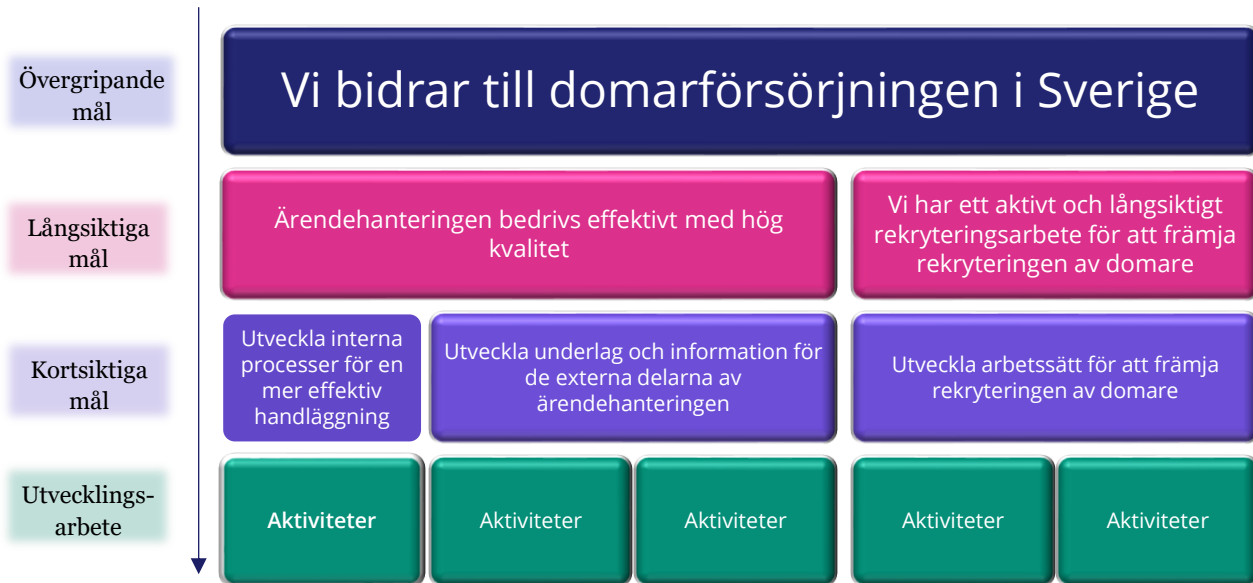 Övergripande
mål
Vi bidrar till domarförsörjningen i Sverige
Långsiktiga
mål
Ärendehanteringen bedrivs effektivt med hög
kvalitet
Vi har ett aktivt och långsiktigt
rekryteringsarbete för att främja
rekryteringen av domare
Kortsiktiga
mål
Utveckla interna
processer för en
mer effektiv
handläggning
Utveckla underlag och information för
de externa delarna av
ärendehanteringen
Utveckla arbetssätt för att främja
rekryteringen av domare
Utvecklings-
arbete
Aktiviteter
Aktiviteter
Aktiviteter
Aktiviteter
Aktiviteter